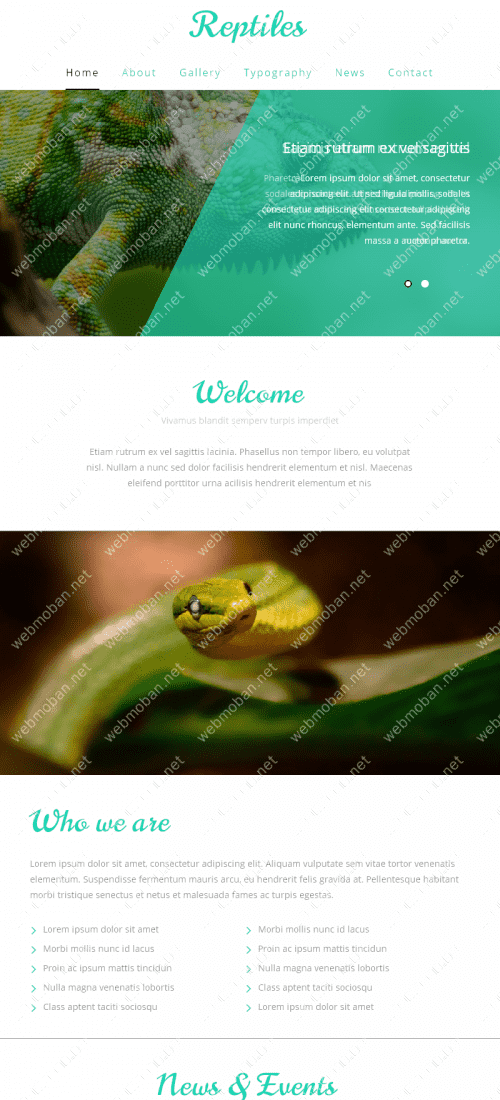 Reptiles
Home About Gallery Typography News Contact
Etiam rutrum ex vel sagittis
Lorem ipsum dolor sit amet, consectetur
adipiscing elit. Ut sed ligula mollis, sodales
consectetur adipiscing elit consectetur adipiscing
elit nunc rhoncus, elementum ante. Sed facilisis
massa a auctor pharetra.
Welcome
Vivamus blandit semperv turpis imperdiet
Etiam rutrum ex vel sagittis lacinia. Phasellus non tempor libero, eu volutpat
nisl. Nullam a nunc sed dolor facilisis hendrerit elementum et nisl. Maecenas
eleifend porttitor urna acilisis hendrerit elementum et nis
Who we are
Lorem ipsum dolor sit amet, consectetur adipiscing elit. Aliquam vulputate sem vitae tortor venenatis
elementum. Suspendisse fermentum mauris arcu, eu hendrerit felis gravida at. Pellentesque habitant
morbi tristique senectus et netus et malesuada fames ac turpis egestas.
Lorem ipsum dolor sit amet
Morbi mollis nunc id lacus
Proin ac ipsum mattis tincidun
Nulla magna venenatis lobortis
Class aptent taciti sociosqu
Morbi mollis nunc id lacus
Proin ac ipsum mattis tincidun
Nulla magna venenatis lobortis
Class aptent taciti sociosqu
Lorem ipsum dolor sit amet
News & Events
webmoban.net